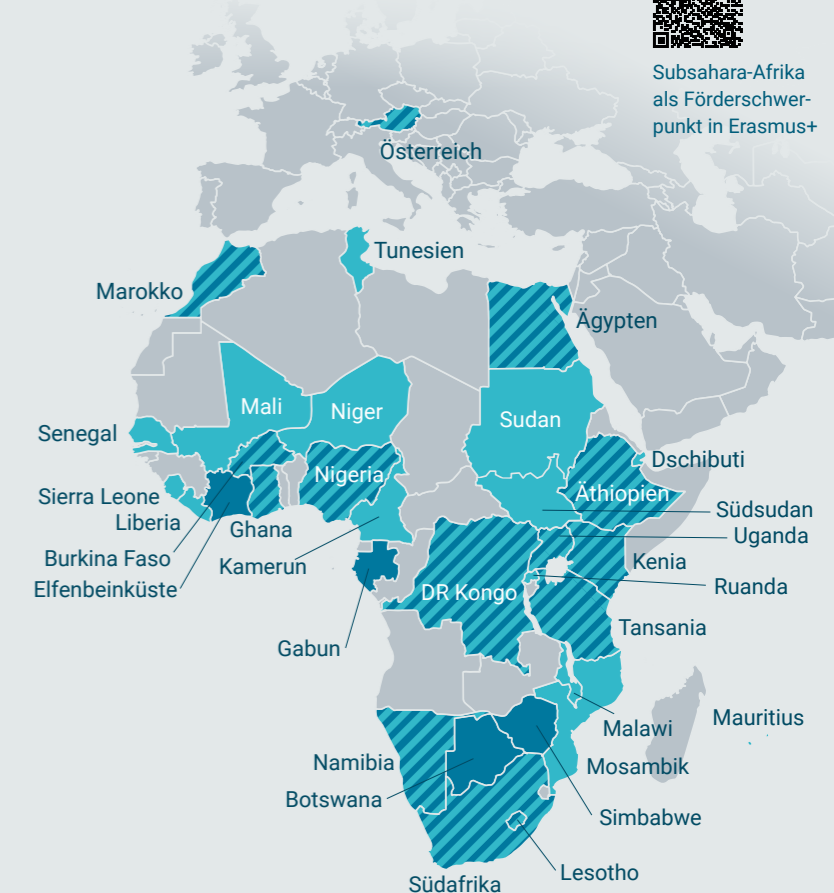 Subsahara-Afrika
als Förderschwer-
punkt in Erasmus+
Österreich
Tunesien
Marokko
Ägypten
Mali
Niger
Sudan
Senegal
Nigeria
Dschibuti
Äthiopien
Sierra Leone
Liberia
Ghana
Südsudan
Uganda
Burkina Faso
Kamerun
Kenia
Elfenbeinküste
DR Kongo
Ruanda
Tansania
Gabun
Mauritius
Malawi
Namibia
Mosambik
Botswana
Simbabwe
Lesotho
Südafrika